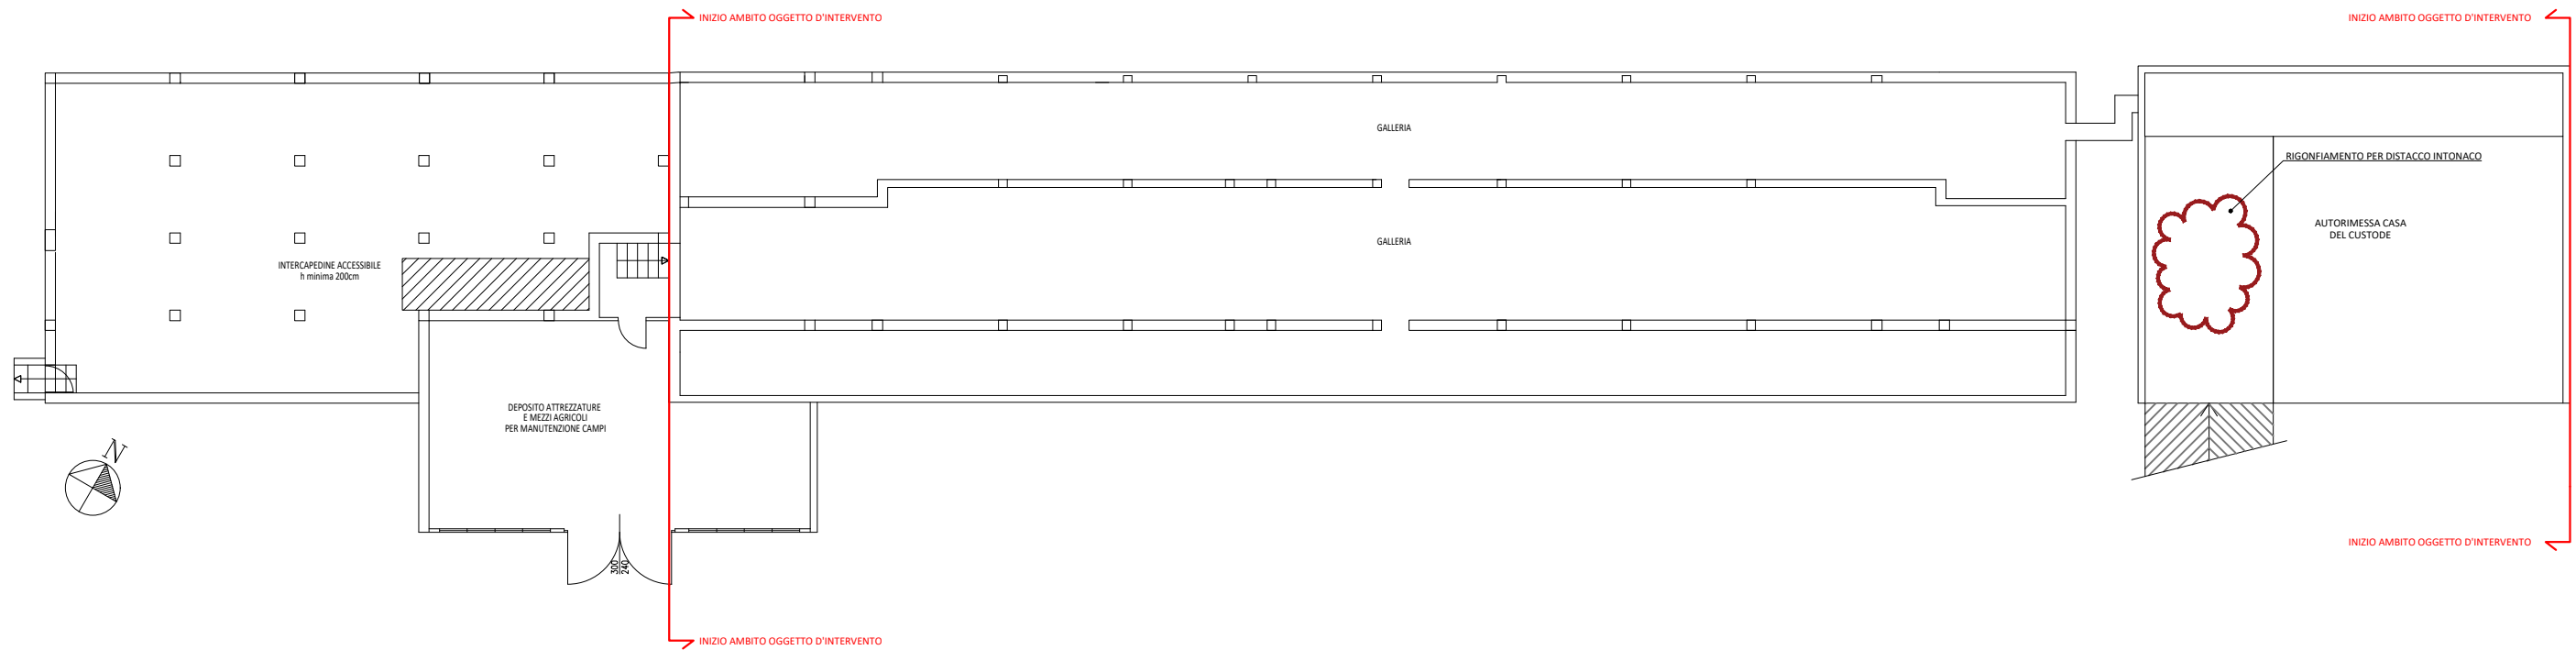 INIZIO AMBITO OGGETTO D'INTERVENTO
INIZIO AMBITO OGGETTO D'INTERVENTO
GALLERIA
RIGONFIAMENTO PER DISTACCO INTONACO
AUTORIMESSA CASA
DEL CUSTODE
GALLERIA
INTERCAPEDINE ACCESSIBILE
h minima 200cm
DEPOSITO ATTREZZATURE
E MEZZI AGRICOLI
PER MANUTENZIONE CAMPI
N
300
240
INIZIO AMBITO OGGETTO D'INTERVENTO
INIZIO AMBITO OGGETTO D'INTERVENTO